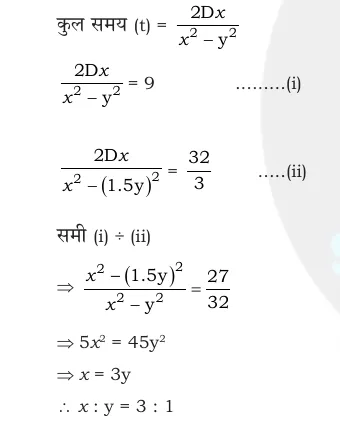 कुल समय (t) = 2Dx / (x² – y²)
2Dx / (x² – y²) = 9 .........(i)
2Dx / (x² – (1.5y)²) = 32/3 .....(ii)
समी (i) ÷ (ii)
⇒ (x² – (1.5y)²) / (x² – y²) = 27/32
⇒ 5x² = 45y²
⇒ x = 3y
∴ x : y = 3 : 1